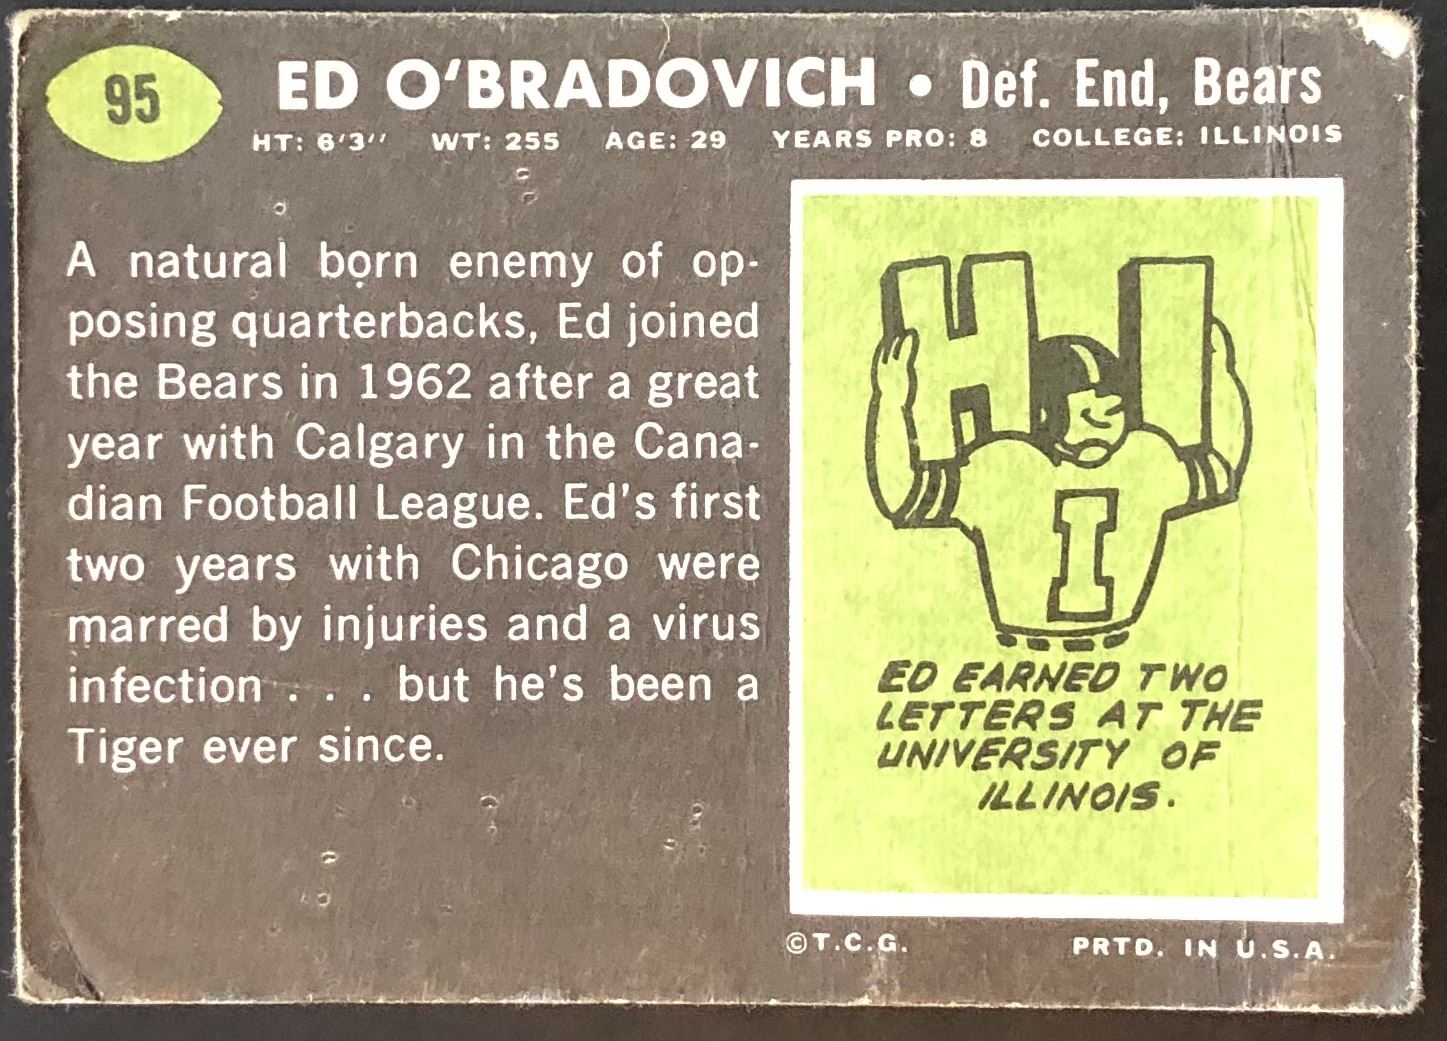 95
ED O'BRADOVICH • Def. End, Bears
HT: 6'3" WT: 255 AGE: 29 YEARS PRO: 8 COLLEGE: ILLINOIS
A natural born enemy of op-
posing quarterbacks, Ed joined
the Bears in 1962 after a great
year with Calgary in the Cana-
dian Football League. Ed's first
two years with Chicago were
marred by injuries and a virus
infection . . . but he's been a
Tiger ever since.
H I
I
ED EARNED TWO
LETTERS AT THE
UNIVERSITY OF
ILLINOIS.
©T.C.G. PRTD. IN U.S.A.